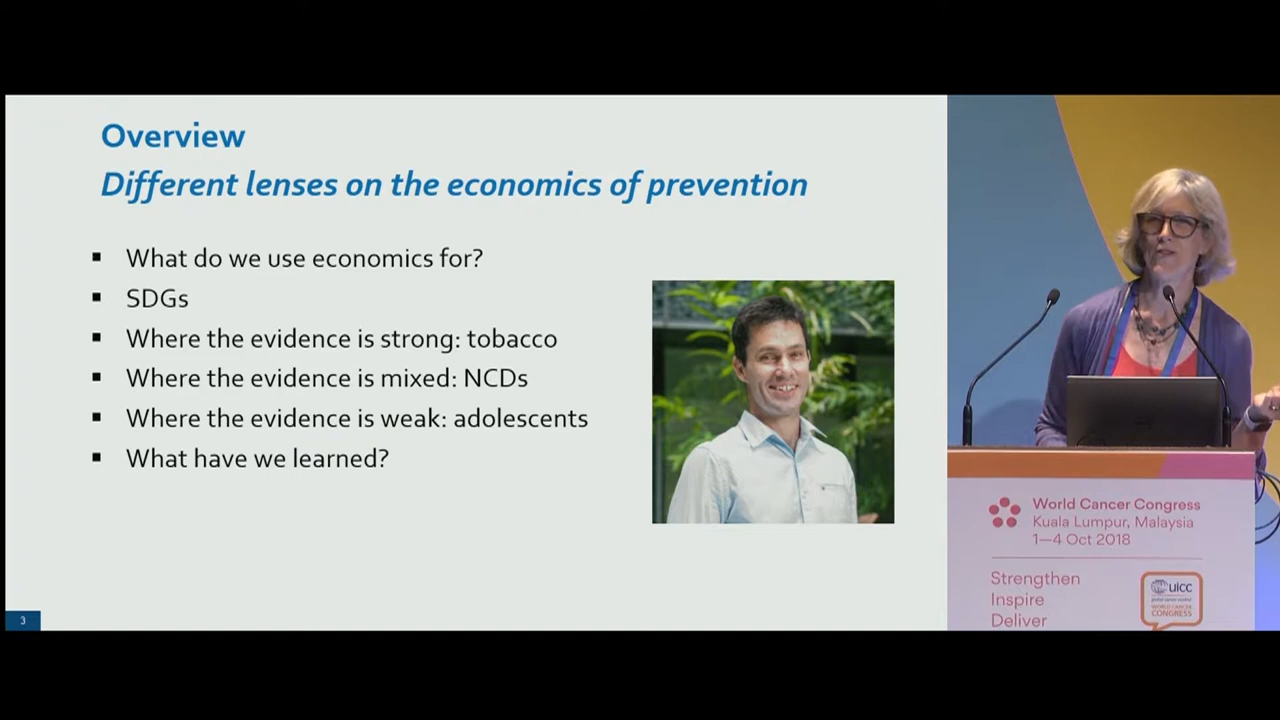 Overview
Different lenses on the economics of prevention
What do we use economics for?
SDGs
Where the evidence is strong: tobacco
Where the evidence is mixed: NCDs
Where the evidence is weak: adolescents
What have we learned?
3
World Cancer Congress
Kuala Lumpur, Malaysia
1—4 Oct 2018
Strengthen
Inspire
Deliver
uicc
WORLD CANCER
CONGRESS